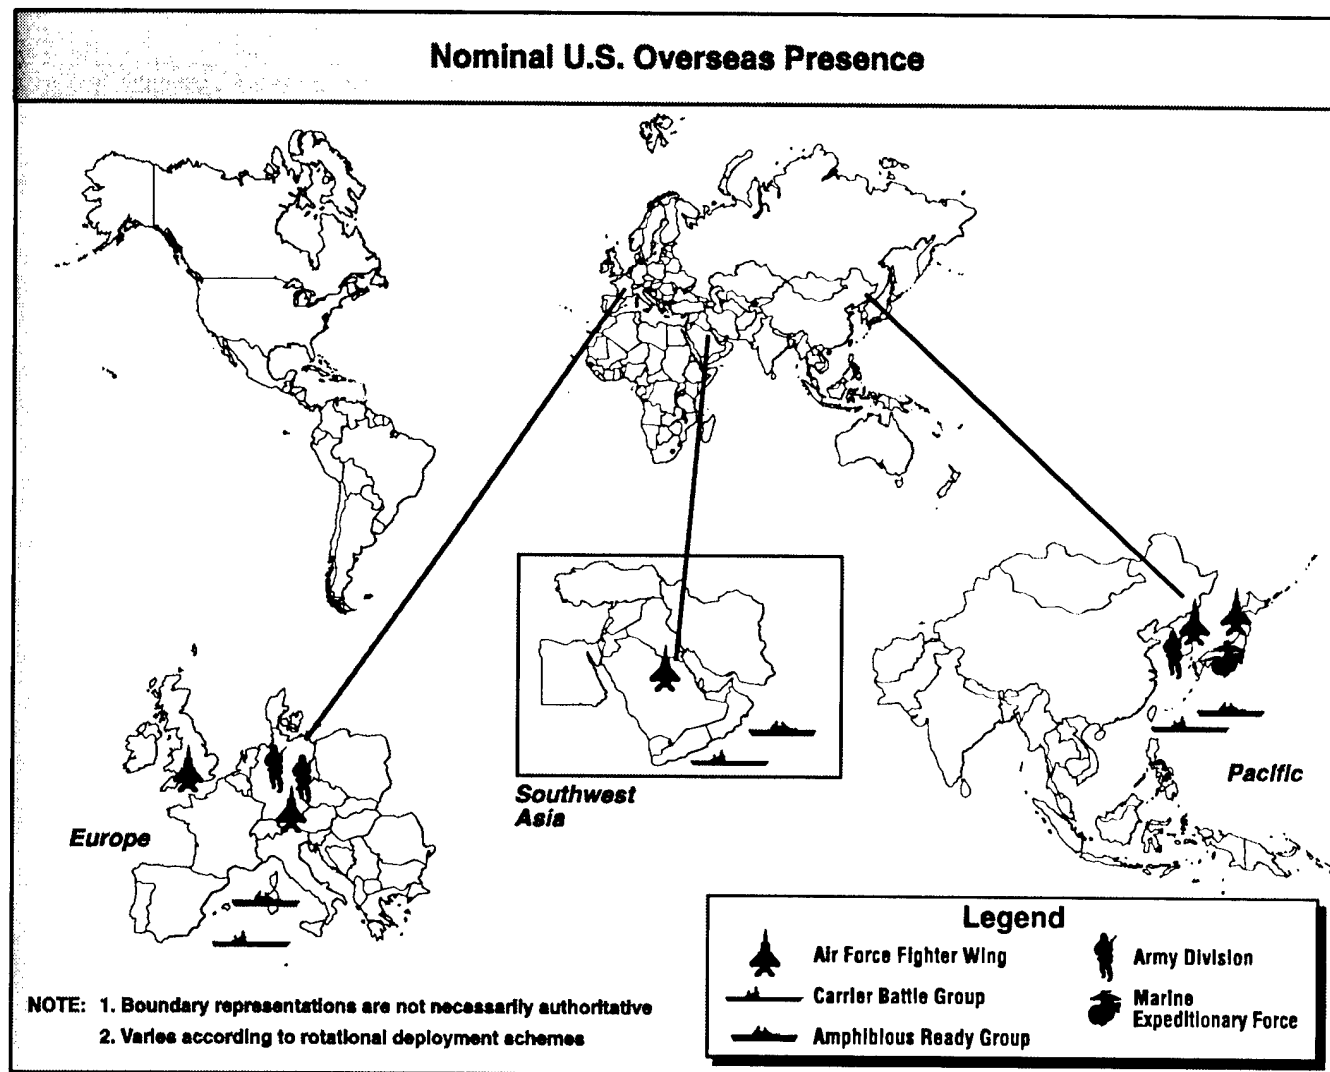 Nominal U.S. Overseas Presence
Europe
Southwest
Asia
Pacific
Legend
Air Force Fighter Wing
Carrier Battle Group
Amphibious Ready Group
Army Division
Marine
Expeditionary Force
NOTE: 1. Boundary representations are not necessarily authoritative
2. Varies according to rotational deployment schemes